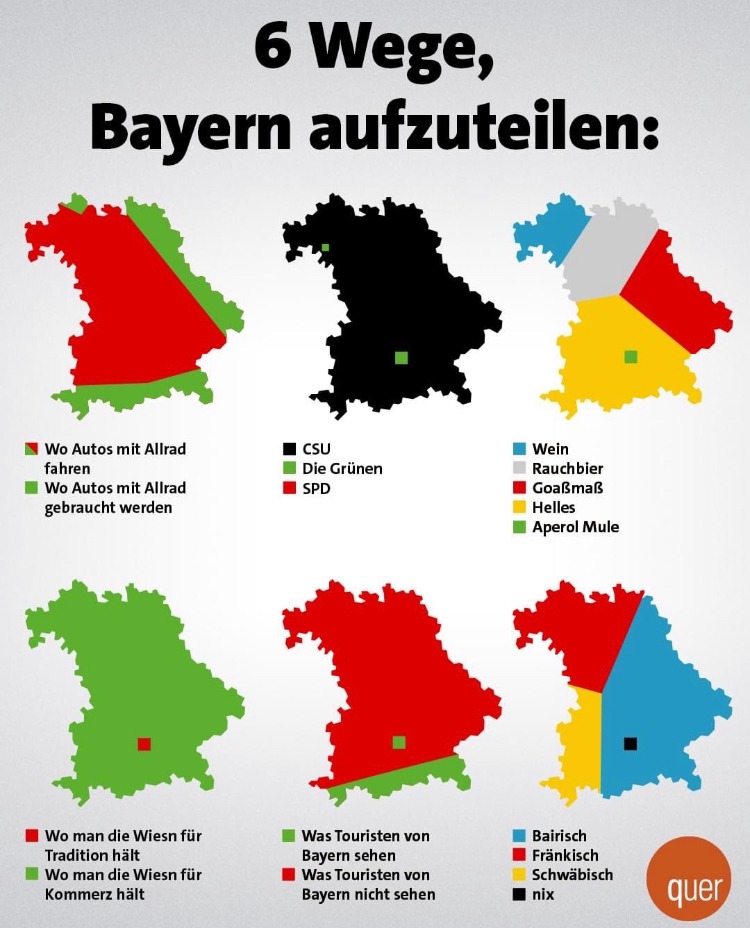 6 Wege,
Bayern aufzuteilen:
Wo Autos mit Allrad
fahren
Wo Autos mit Allrad
gebraucht werden
CSU
Die Grünen
SPD
Wein
Rauchbier
Goaßmaß
Helles
Aperol Mule
Wo man die Wiesn für
Tradition hält
Wo man die Wiesn für
Kommerz hält
Was Touristen von
Bayern sehen
Was Touristen von
Bayern nicht sehen
Bairisch
Fränkisch
Schwäbisch
nix
quer